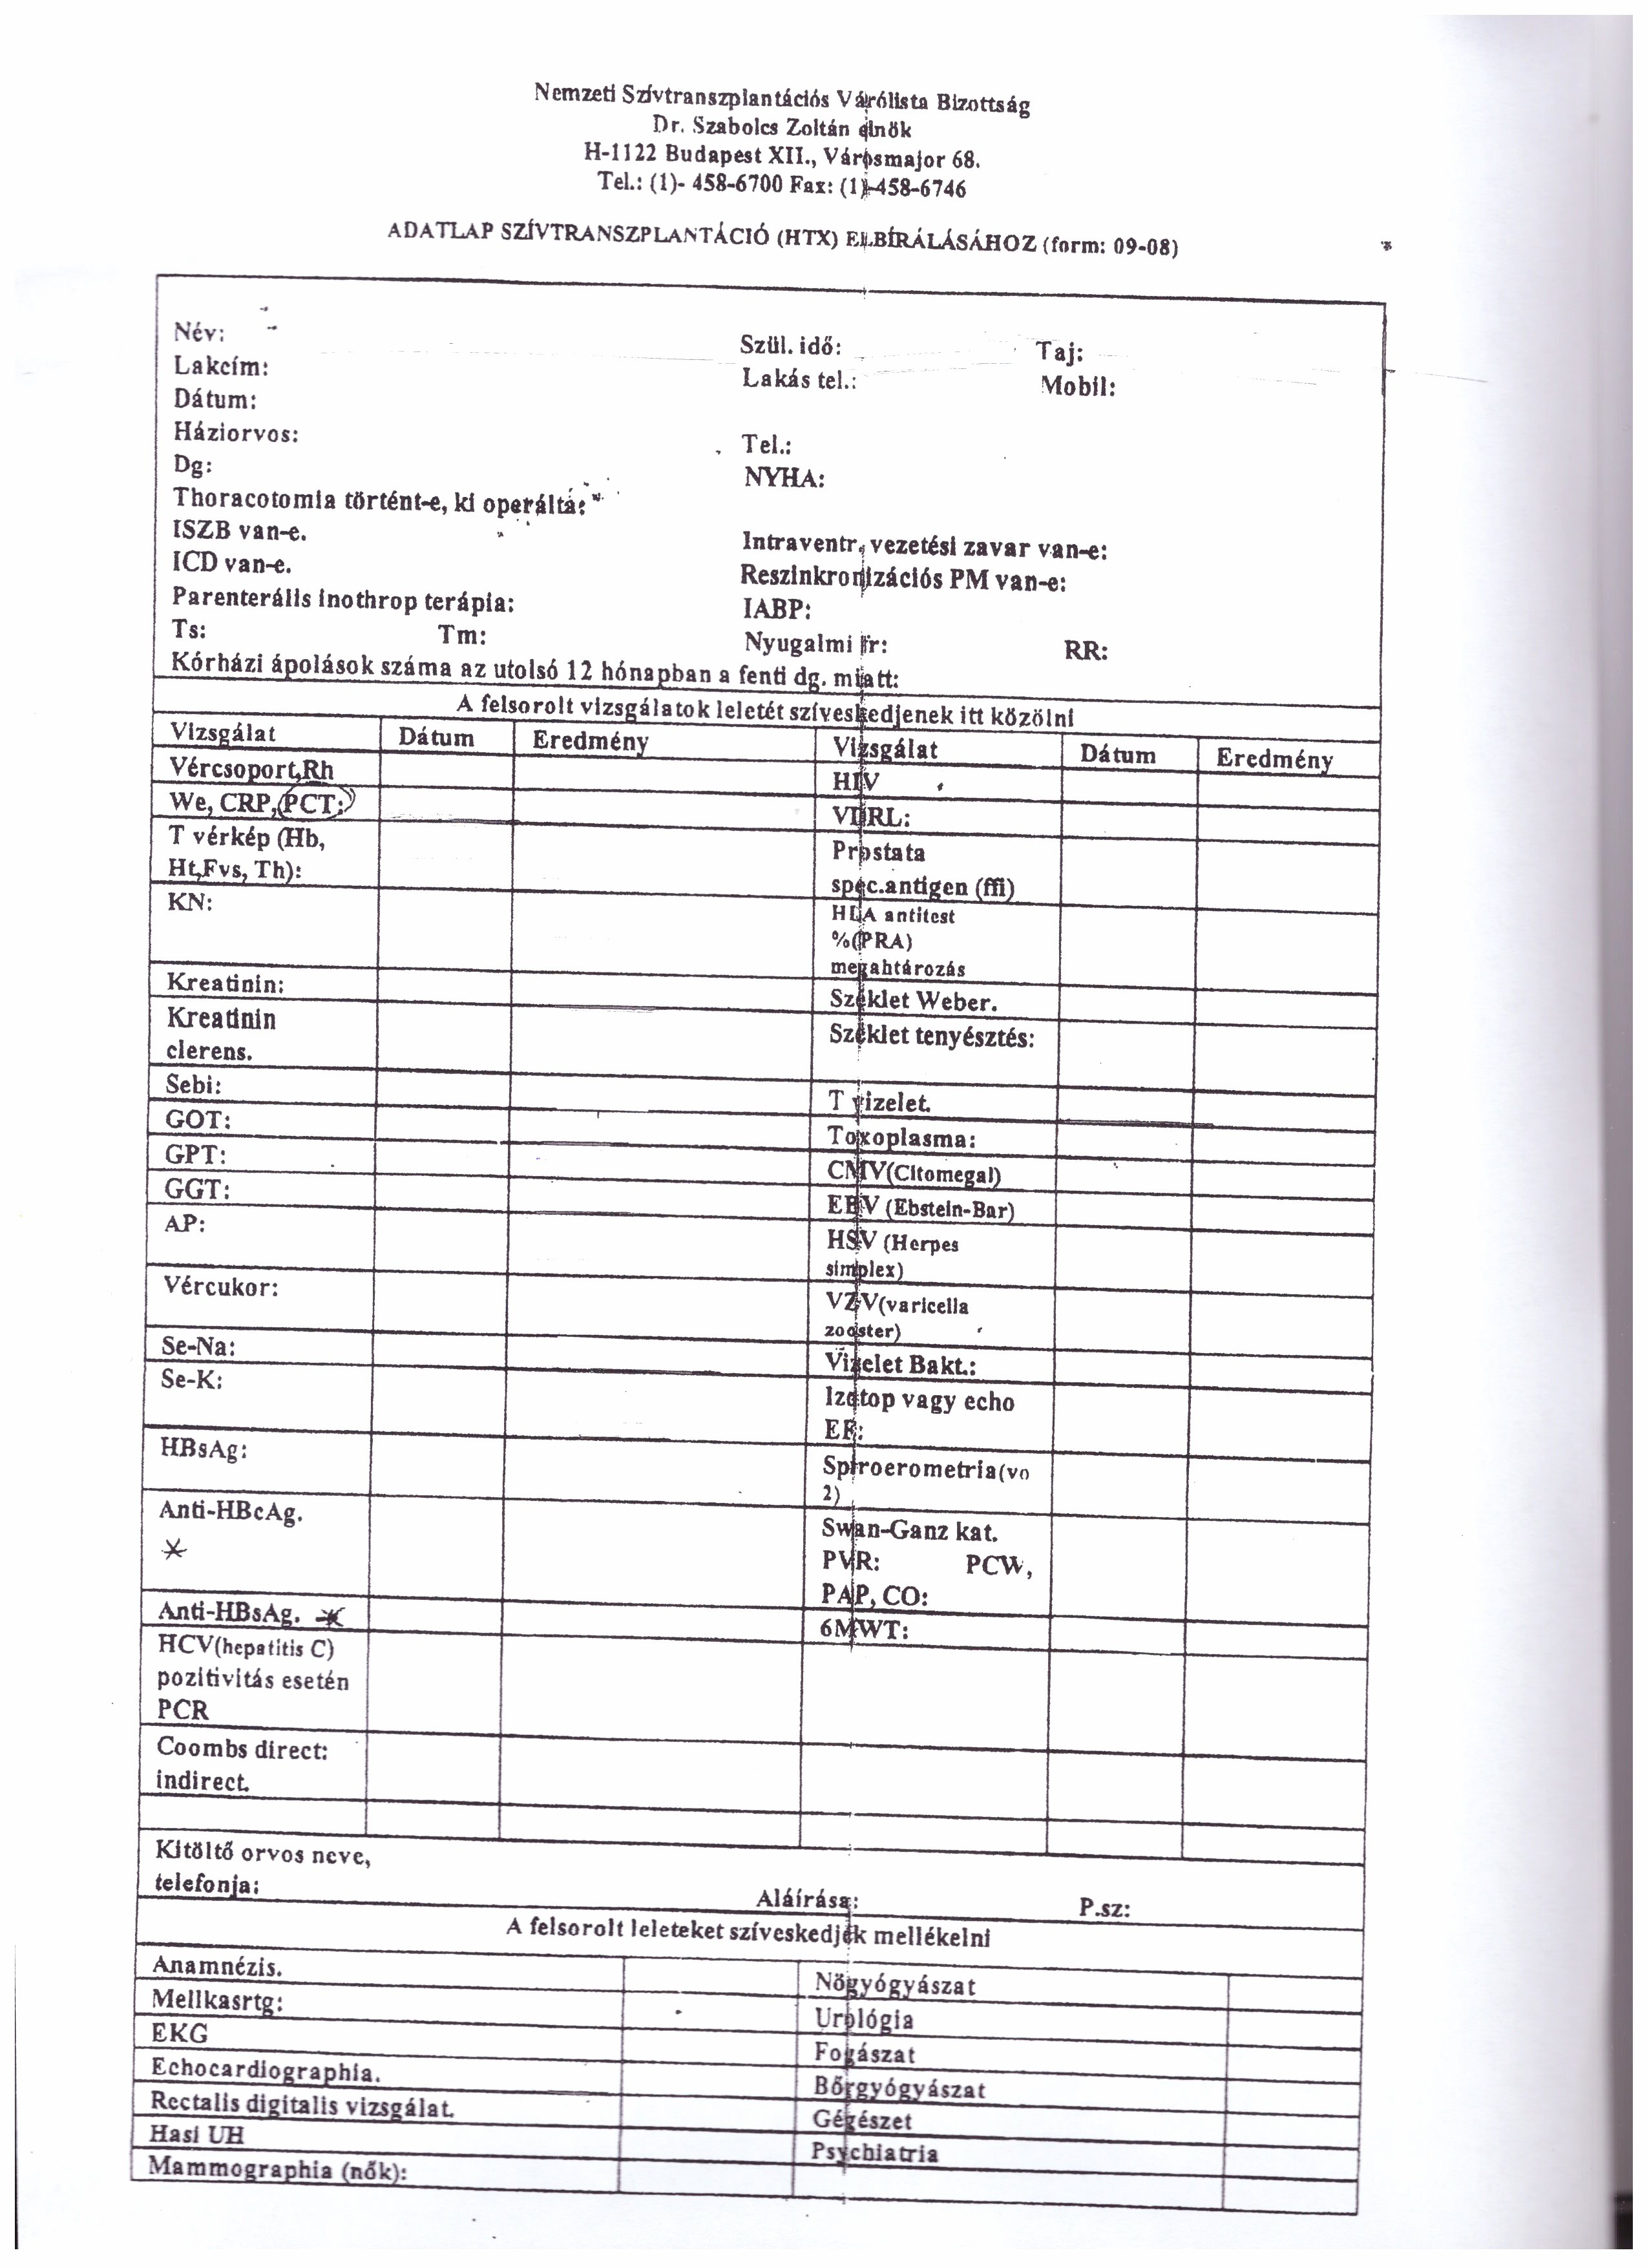 Nemzeti Szívtranszplantációs Várólista Bizottság
Dr. Szabolcs Zoltán elnök
H-1122 Budapest XII., Városmajor 68.
Tel.: (1)- 458-6700 Fax: (1)-458-6746
ADATLAP SZÍVTRANSZPLANTÁCIÓ (HTX) ELBÍRÁLÁSÁHOZ (form: 09-08)
Név: Szül. idő: Taj:
Lakcím: Lakás tel.: Mobil:
Dátum:
Háziorvos: Tel.:
Dg: NYHA:
Thoracotomia történt-e, ki operálta:
ISZB van-e. Intraventr. vezetési zavar van-e:
ICD van-e. Reszinkronizációs PM van-e:
Parenterális inothrop terápia: IABP:
Ts: Tm: Nyugalmi fr: RR:
Kórházi ápolások száma az utolsó 12 hónapban a fenti dg. miatt:
A felsorolt vizsgálatok leletét szíveskedjenek itt közölni
Vizsgálat Dátum Eredmény Vizsgálat Dátum Eredmény
Vércsoport,Rh HIV
We, CRP,(PCT:) VDRL:
T vérkép (Hb, Prostata
Ht,Fvs, Th): spec.antigen (ffi)
KN: HLA antitest
%(PRA)
megahtározás
Kreatinin: Széklet Weber.
Kreatinin Széklet tenyésztés:
clerens.
Sebi: T vizelet.
GOT: Toxoplasma:
GPT: CMV(Citomegal)
GGT: EBV (Ebstein-Bar)
AP: HSV (Herpes
simplex)
Vércukor: VZV(varicella
zooster)
Se-Na: Vizelet Bakt.:
Se-K: Izotop vagy echo
EF:
HBsAg: Spiroerometria(vo
2)
Anti-HBcAg. Swan-Ganz kat.
* PVR: PCW,
PAP, CO:
Anti-HBsAg. * 6MWT:
HCV(hepatitis C)
pozitivitás esetén
PCR
Coombs direct:
indirect.
Kitöltő orvos neve,
telefonja: Aláírása: P.sz:
A felsorolt leleteket szíveskedjék mellékelni
Anamnézis. Nőgyógyászat
Mellkasrtg: Urológia
EKG Fogászat
Echocardiographia. Bőrgyógyászat
Rectalis digitalis vizsgálat. Gégészet
Hasi UH Psychiatria
Mammographia (nők):